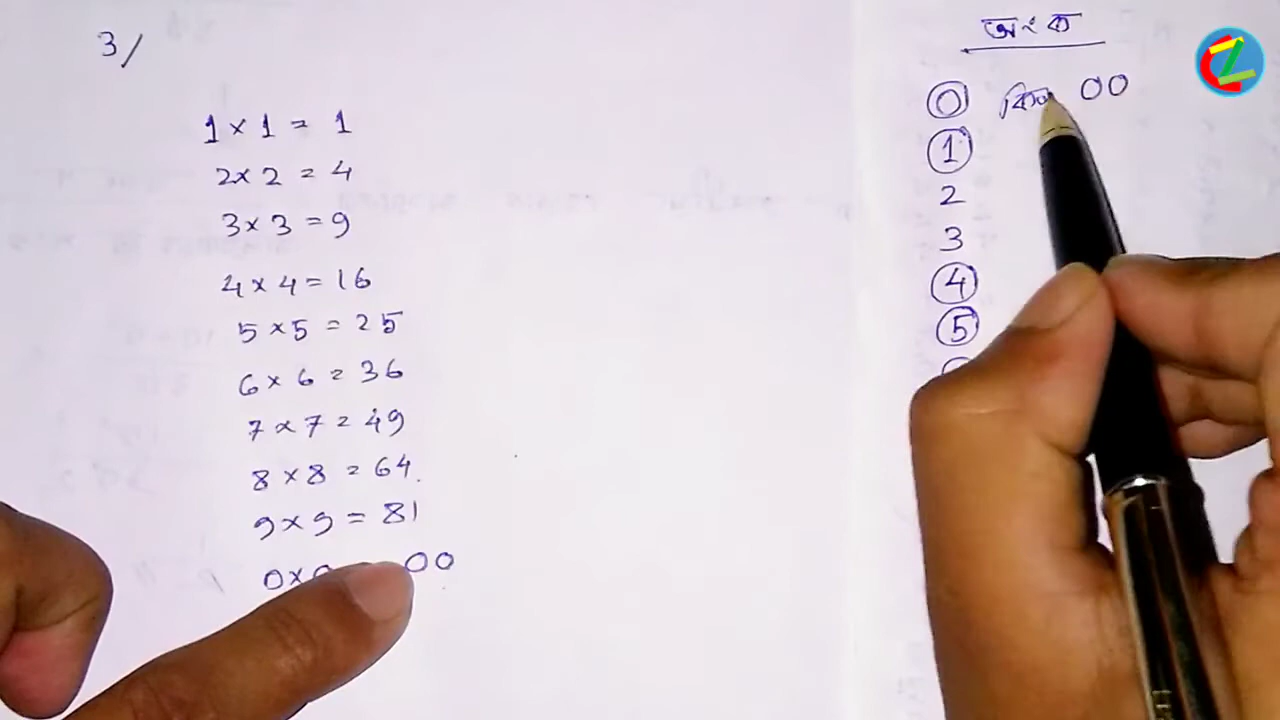 3/
1 × 1 = 1
2 × 2 = 4
3 × 3 = 9
4 × 4 = 16
5 × 5 = 25
6 × 6 = 36
7 × 7 = 49
8 × 8 = 64
9 × 9 = 81
0 × 00
অংক
0 00
1
2
3
4
5